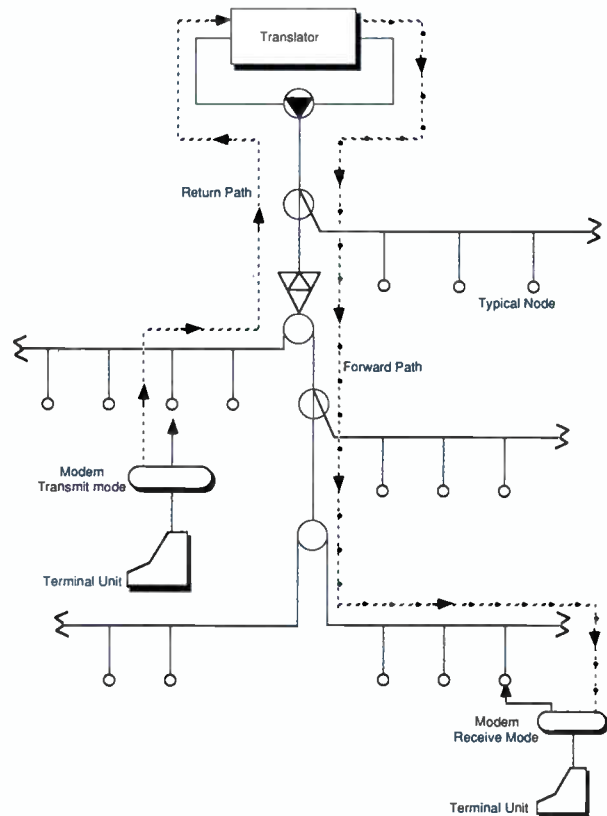 Translator
Return Path
Typical Node
Forward Path
Modem
Transmit mode
Terminal Unit
Modem
Receive Mode
Terminal Unit